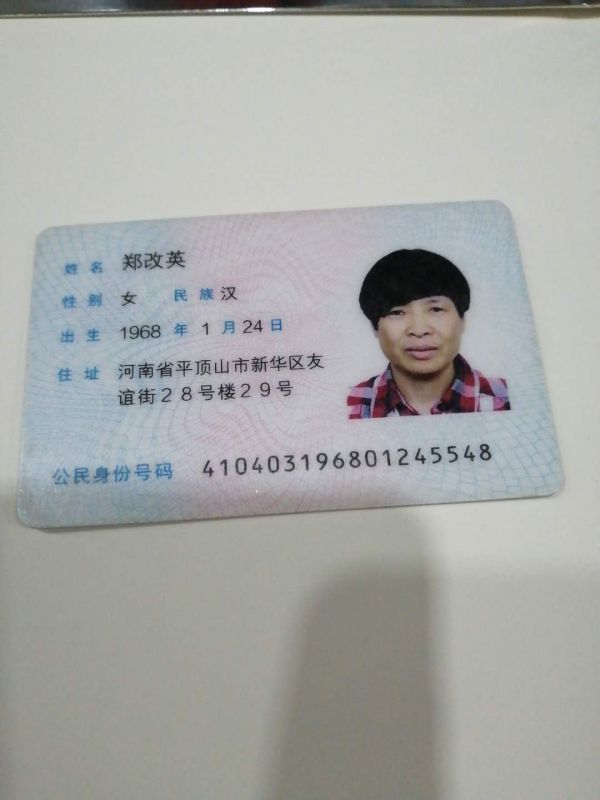 姓名 郑改英
性别 女 民族 汉
出生 1968 年 1 月 24 日
住址 河南省平顶山市新华区友
谊街28号楼29号
公民身份号码 410403196801245548